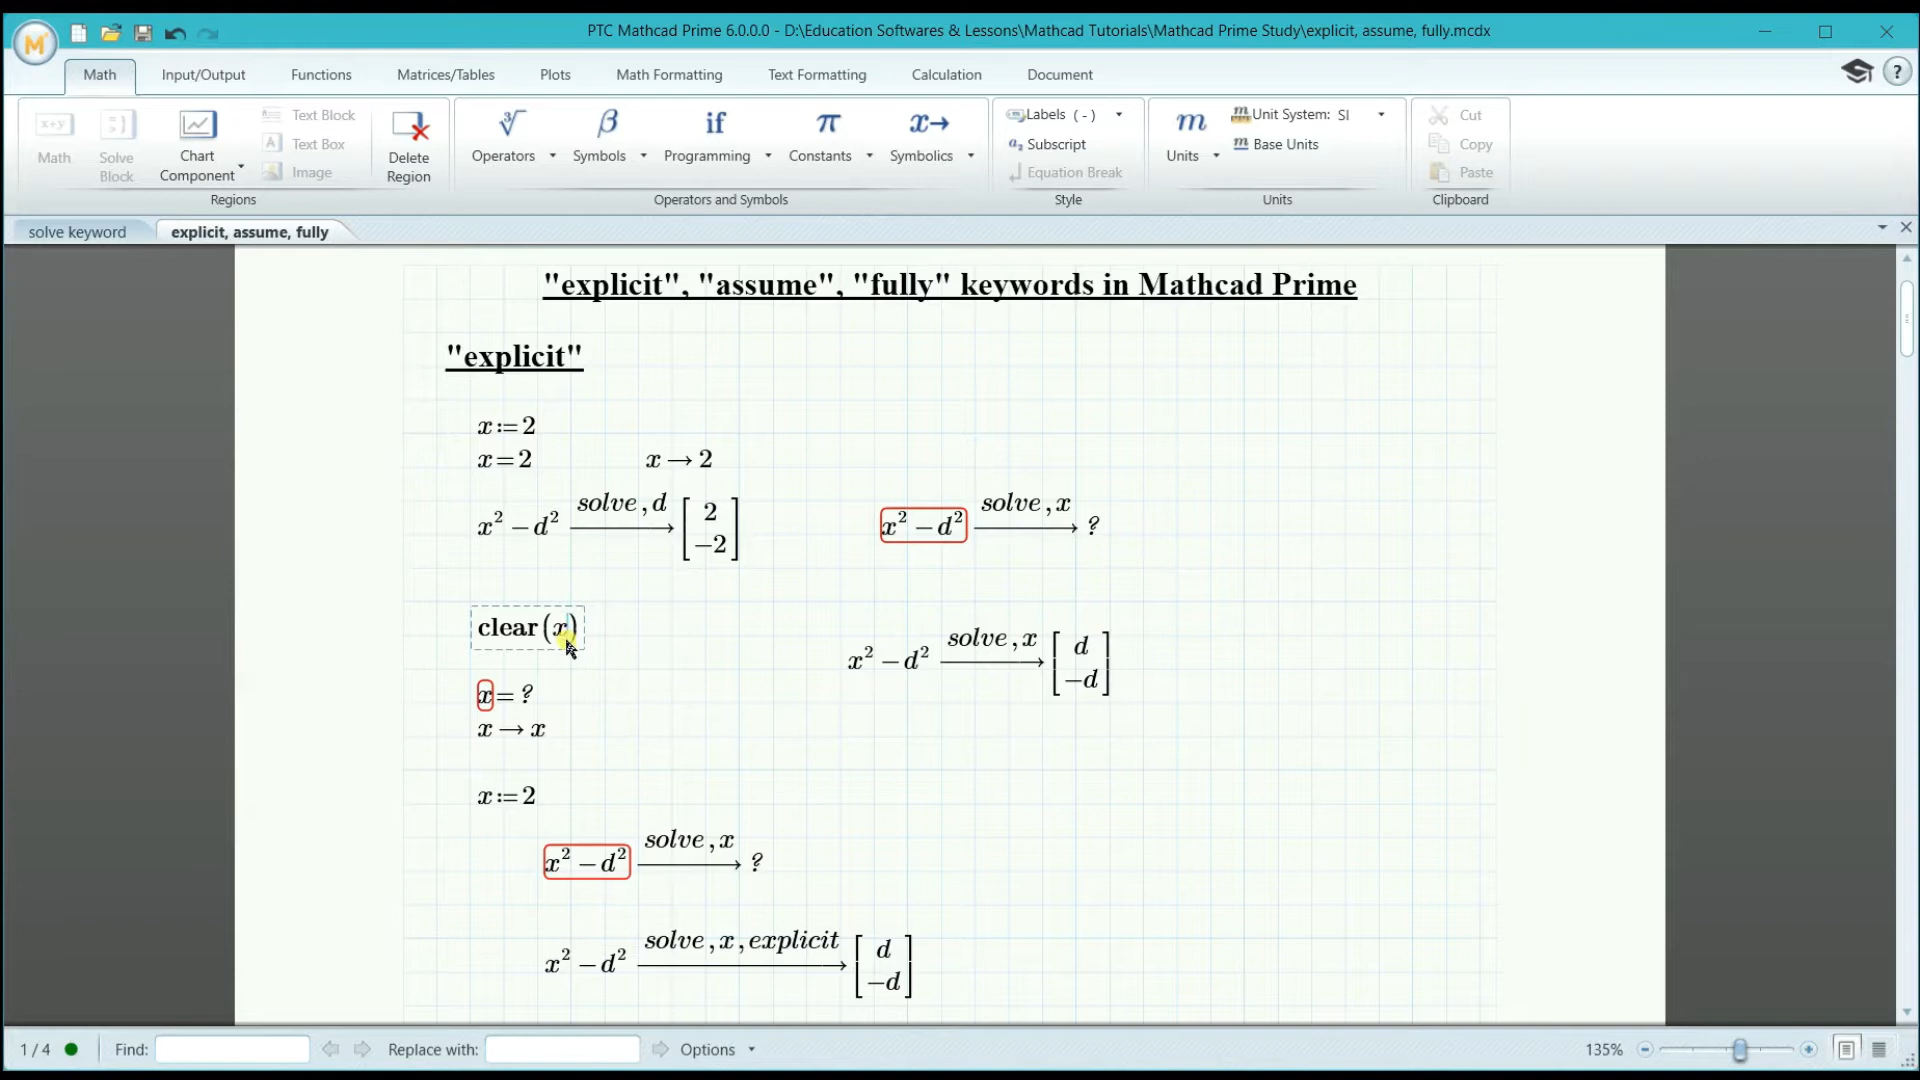 PTC Mathcad Prime 6.0.0.0 - D:\Education Softwares & Lessons\Mathcad Tutorials\Mathcad Prime Study\explicit, assume, fully.mcdx
M
Math Input/Output Functions Matrices/Tables Plots Math Formatting Text Formatting Calculation Document ?
x+y Math
= Solve Block
Chart Component
Text Block
Text Box
Image
Delete Region
Regions
∛ Operators
β Symbols
if Programming
π Constants
x→ Symbolics
Operators and Symbols
Labels ( - )
Subscript
Equation Break
Style
m Units
Unit System: SI
Base Units
Units
Cut
Copy
Paste
Clipboard
solve keyword explicit, assume, fully
"explicit", "assume", "fully" keywords in Mathcad Prime
"explicit"
x:=2
x=2 x→2
x²−d² solve,d → [2 −2] x²−d² solve,x → ?
clear(x)
x²−d² solve,x → [d −d]
x=?
x→x
x:=2
x²−d² solve,x → ?
x²−d² solve,x,explicit → [d −d]
1 / 4 Find: Replace with: Options 135%